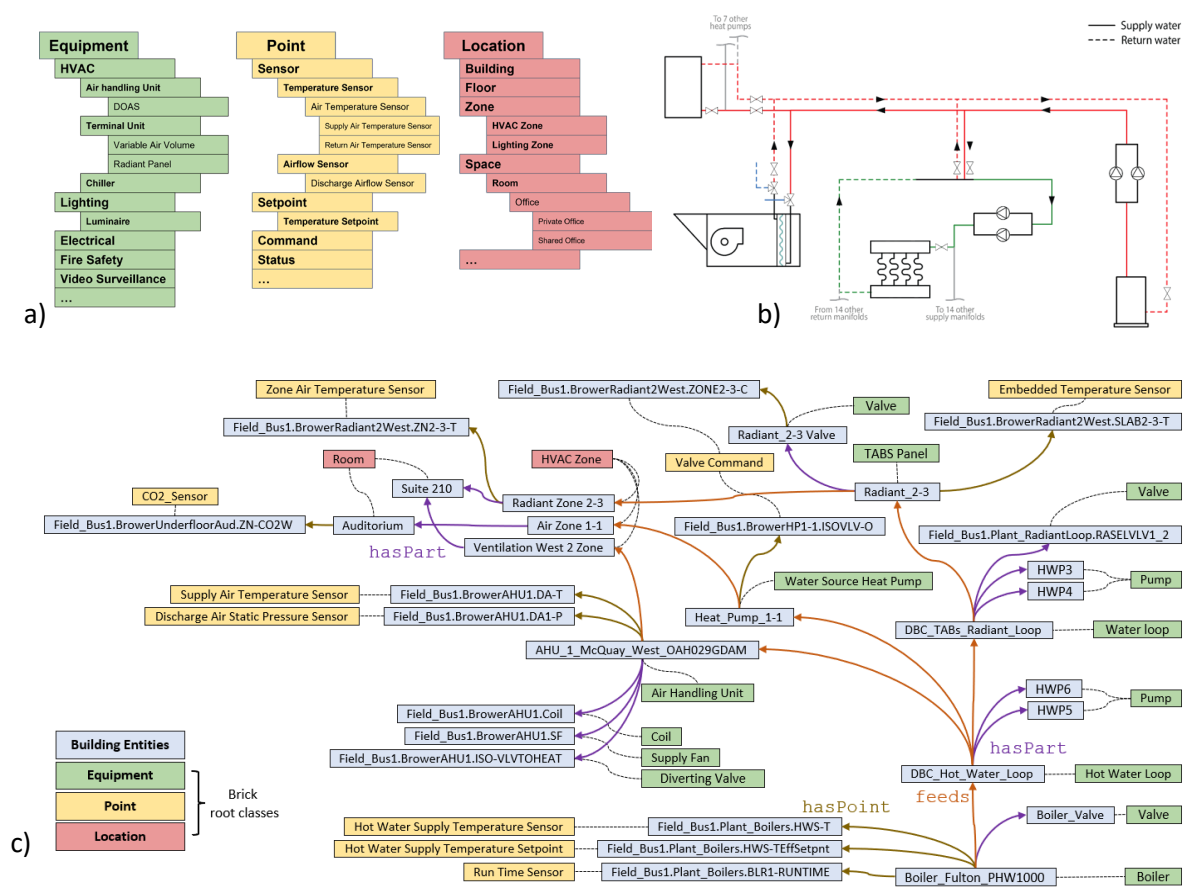 Equipment
HVAC
Air handling Unit
DOAS
Terminal Unit
Variable Air Volume
Radiant Panel
Chiller
Lighting
Luminaire
Electrical
Fire Safety
Video Surveillance
...
Point
Sensor
Temperature Sensor
Air Temperature Sensor
Supply Air Temperature Sensor
Return Air Temperature Sensor
Airflow Sensor
Discharge Airflow Sensor
Setpoint
Temperature Setpoint
Command
Status
...
Location
Building
Floor
Zone
HVAC Zone
Lighting Zone
Space
Room
Office
Private Office
Shared Office
...
a)
To 7 other
heat pumps
Supply water
Return water
From 14 other
return manifolds
To 14 other
supply manifolds
b)
Zone Air Temperature Sensor
Field_Bus1.BrowerRadiant2West.ZONE2-3-C
Embedded Temperature Sensor
Field_Bus1.BrowerRadiant2West.ZN2-3-T
Valve
Radiant_2-3 Valve
Field_Bus1.BrowerRadiant2West.SLAB2-3-T
Room
HVAC Zone
Valve Command
TABS Panel
CO2_Sensor
Suite 210
Radiant Zone 2-3
Radiant_2-3
Valve
Field_Bus1.BrowerUnderfloorAud.ZN-CO2W
Auditorium
Air Zone 1-1
Field_Bus1.BrowerHP1-1.ISOVLV-O
Field_Bus1.Plant_RadiantLoop.RASELVLV1_2
hasPart
Ventilation West 2 Zone
HWP3
Pump
HWP4
Water Source Heat Pump
Supply Air Temperature Sensor
Field_Bus1.BrowerAHU1.DA-T
Discharge Air Static Pressure Sensor
Field_Bus1.BrowerAHU1.DA1-P
Heat_Pump_1-1
DBC_TABs_Radiant_Loop
Water loop
AHU_1_McQuay_West_OAH029GDAM
Air Handling Unit
HWP6
Pump
HWP5
Field_Bus1.BrowerAHU1.Coil
Coil
Field_Bus1.BrowerAHU1.SF
Supply Fan
Field_Bus1.BrowerAHU1.ISO-VLVTOHEAT
Diverting Valve
hasPart
DBC_Hot_Water_Loop
Hot Water Loop
feeds
Building Entities
Equipment
Point
Location
Brick
root classes
hasPoint
Boiler_Valve
Valve
Hot Water Supply Temperature Sensor
Field_Bus1.Plant_Boilers.HWS-T
Hot Water Supply Temperature Setpoint
Field_Bus1.Plant_Boilers.HWS-TEffSetpnt
Run Time Sensor
Field_Bus1.Plant_Boilers.BLR1-RUNTIME
Boiler_Fulton_PHW1000
Boiler
c)